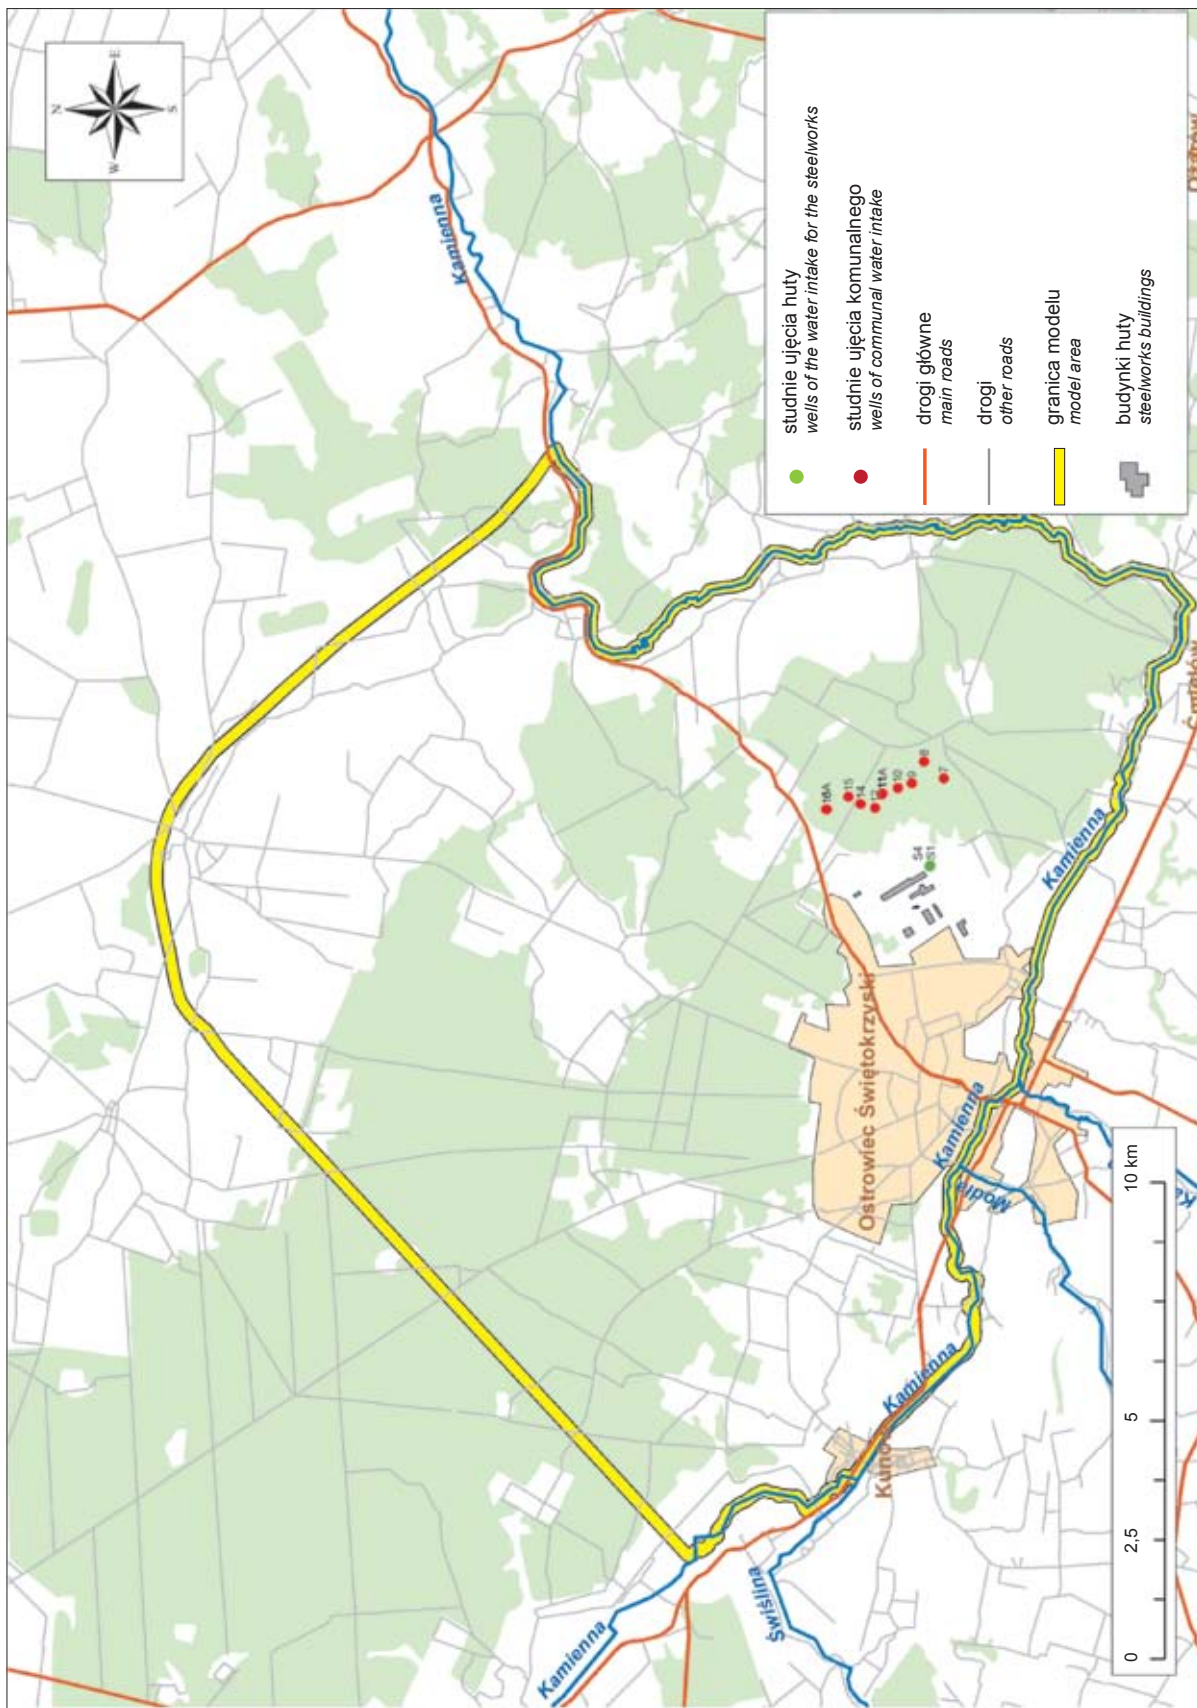 N
W
E
S
Kamienna
Kamienna
Świślina
Kamienna
Modła
Kamienna
Kamienna
Ostrowiec Świętokrzyski
16A
15
14
12
11A
10
9
8
7
S4
S1
studnie ujęcia huty
wells of the water intake for the steelworks
studnie ujęcia komunalnego
wells of communal water intake
drogi główne
main roads
drogi
other roads
granica modelu
model area
budynki huty
steelworks buildings
0 2,5 5 10 km